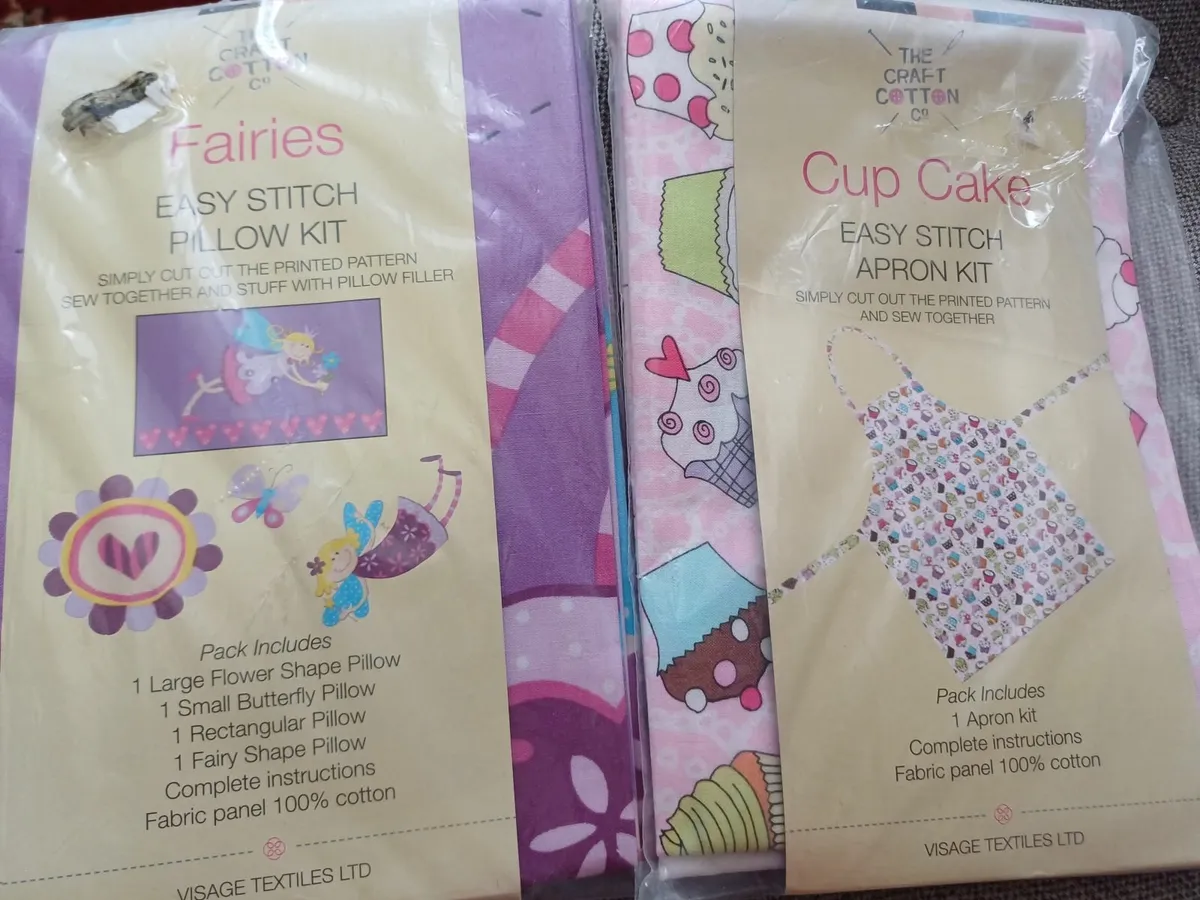 THE
CRAFT
COTTON
CO
Fairies
EASY STITCH
PILLOW KIT
SIMPLY CUT OUT THE PRINTED PATTERN
SEW TOGETHER AND STUFF WITH PILLOW FILLER
Pack Includes
1 Large Flower Shape Pillow
1 Small Butterfly Pillow
1 Rectangular Pillow
1 Fairy Shape Pillow
Complete instructions
Fabric panel 100% cotton
VISAGE TEXTILES LTD
THE
CRAFT
COTTON
CO
Cup Cake
EASY STITCH
APRON KIT
SIMPLY CUT OUT THE PRINTED PATTERN
AND SEW TOGETHER
Pack Includes
1 Apron kit
Complete instructions
Fabric panel 100% cotton
VISAGE TEXTILES LTD